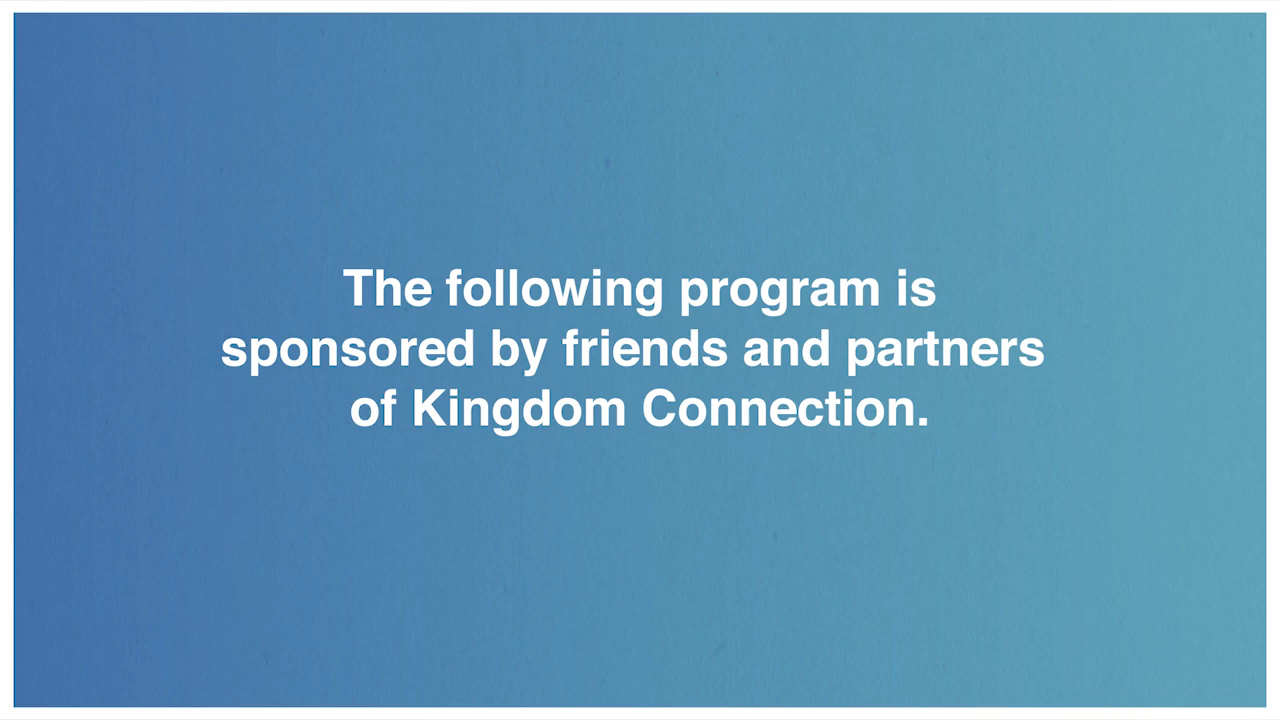 The following program is
sponsored by friends and partners
of Kingdom Connection.